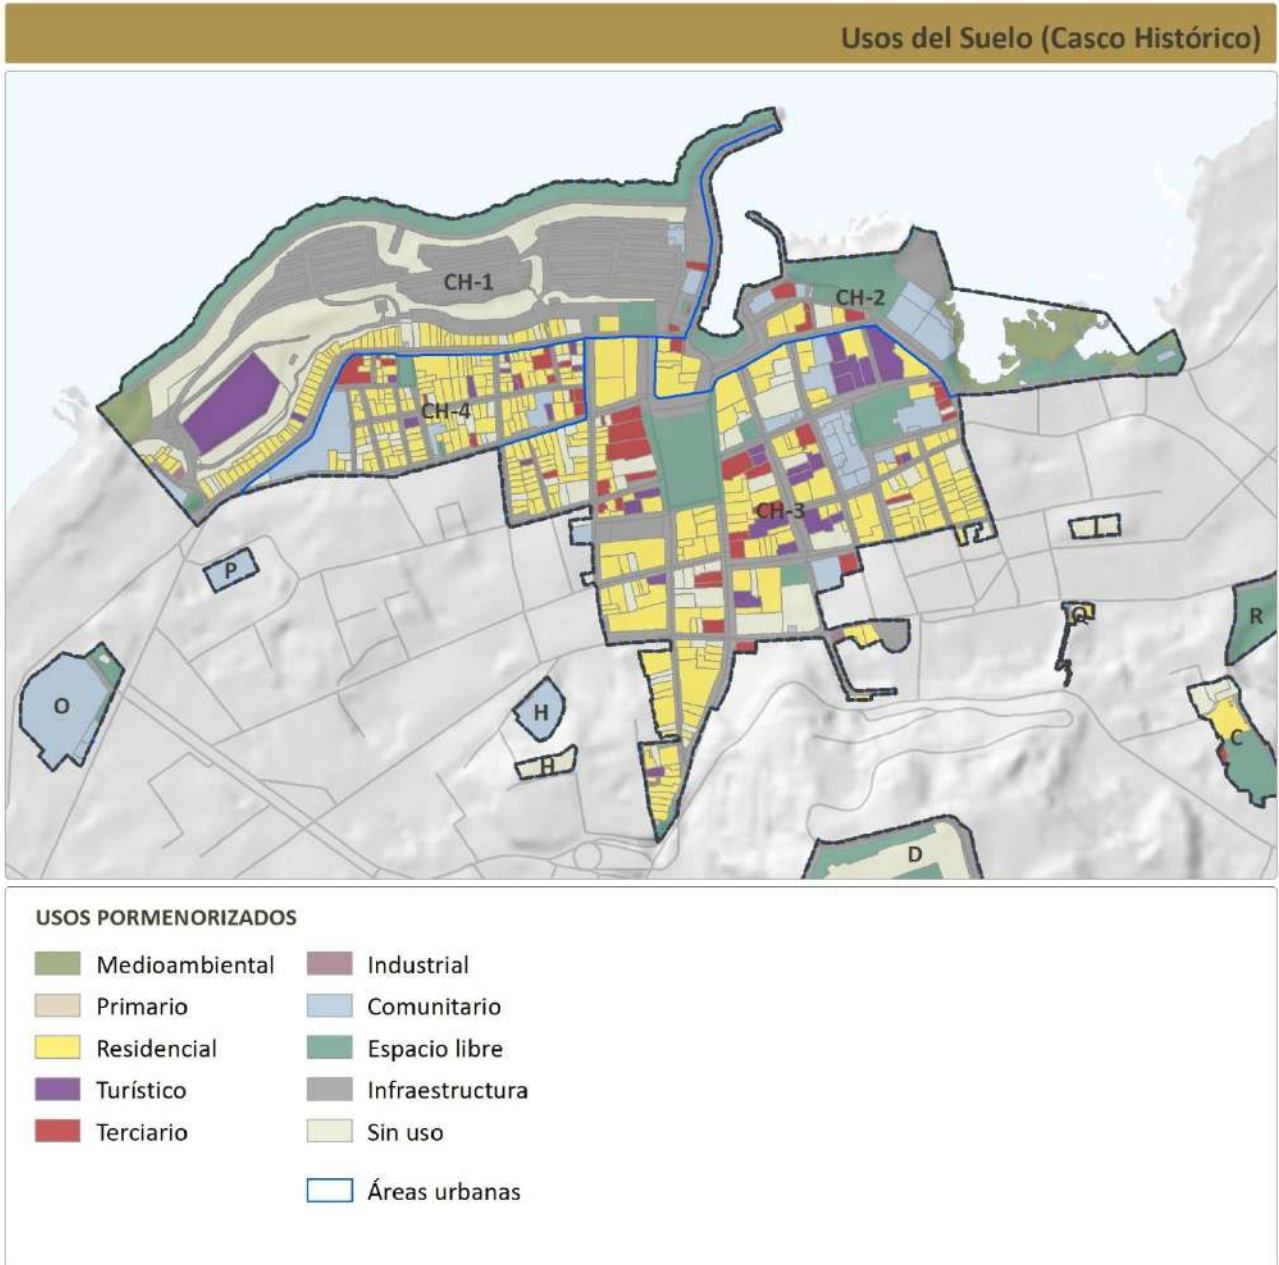 Usos del Suelo (Casco Histórico)
CH-1
CH-2
CH-4
CH-3
I
P
Q
R
O
H
C
H
D
USOS PORMENORIZADOS
Medioambiental
Industrial
Primario
Comunitario
Residencial
Espacio libre
Turístico
Infraestructura
Terciario
Sin uso
Áreas urbanas